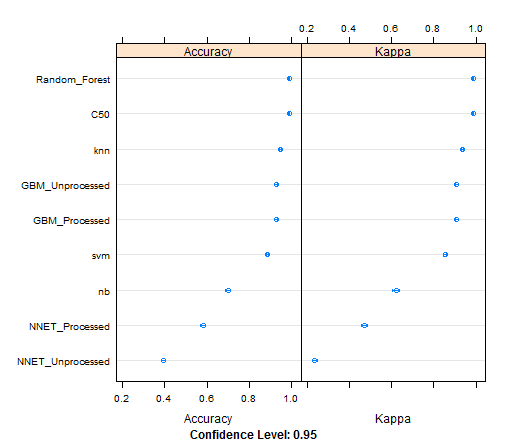 0.2 0.4 0.6 0.8 1.0
Accuracy Kappa
Random_Forest
C50
knn
GBM_Unprocessed
GBM_Processed
svm
nb
NNET_Processed
NNET_Unprocessed
0.2 0.4 0.6 0.8 1.0
Accuracy Kappa
Confidence Level: 0.95